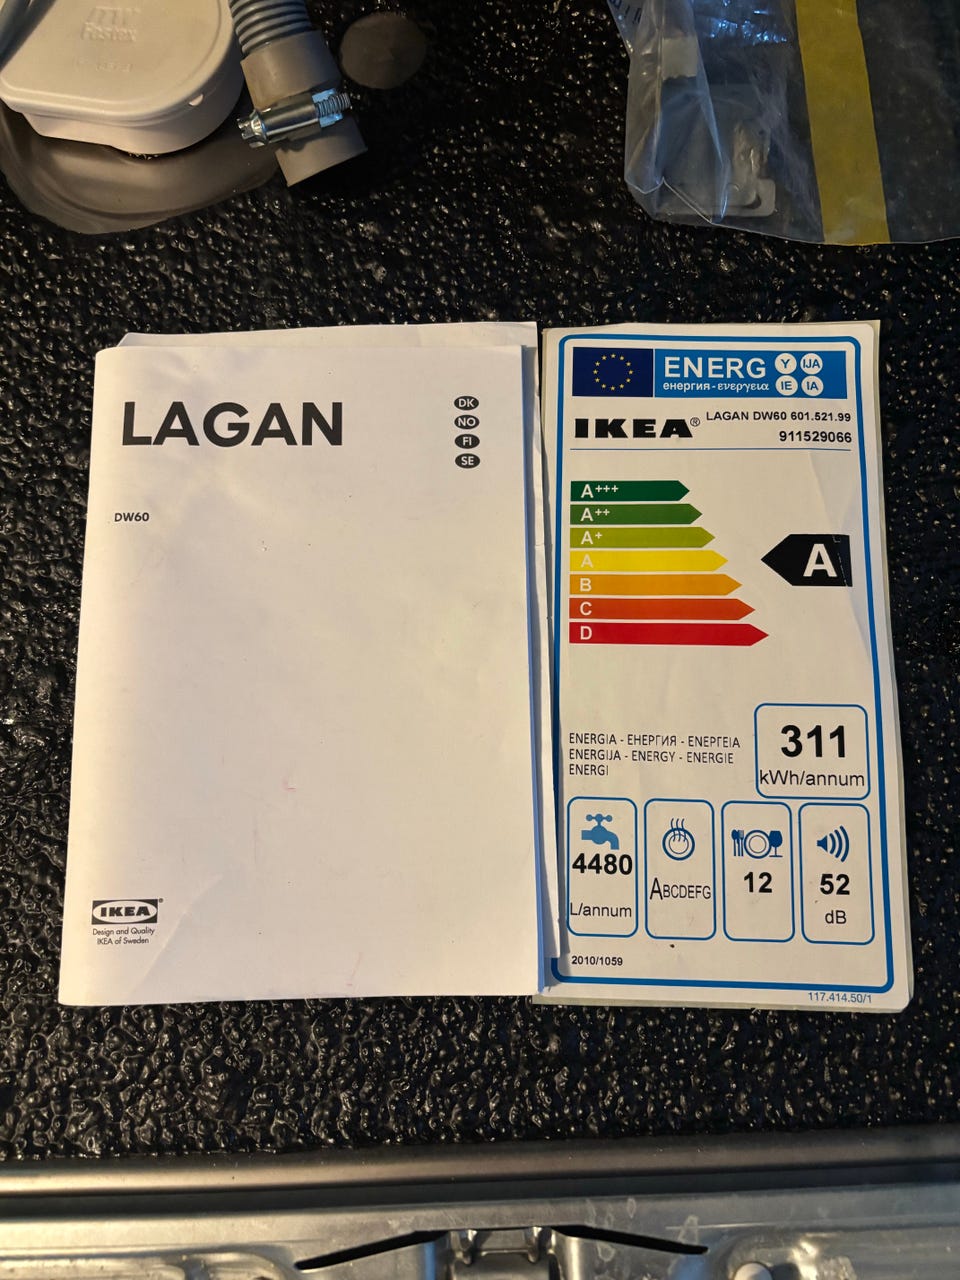 LAGAN
DK
NO
FI
SE
DW60
IKEA®
Design and Quality
IKEA of Sweden
ENERG Y IJA
енергия · ενεργεια IE IA
IKEA® LAGAN DW60 601.521.99
911529066
A+++
A++
A+
A
B
C
D
A
ENERGIA - ЕНЕРГИЯ - ΕΝΕΡΓΕΙΑ
ENERGIJA - ENERGY - ENERGIE
ENERGI
311
kWh/annum
4480
L/annum
ABCDEFG
12
52
dB
2010/1059
117.414.50/1